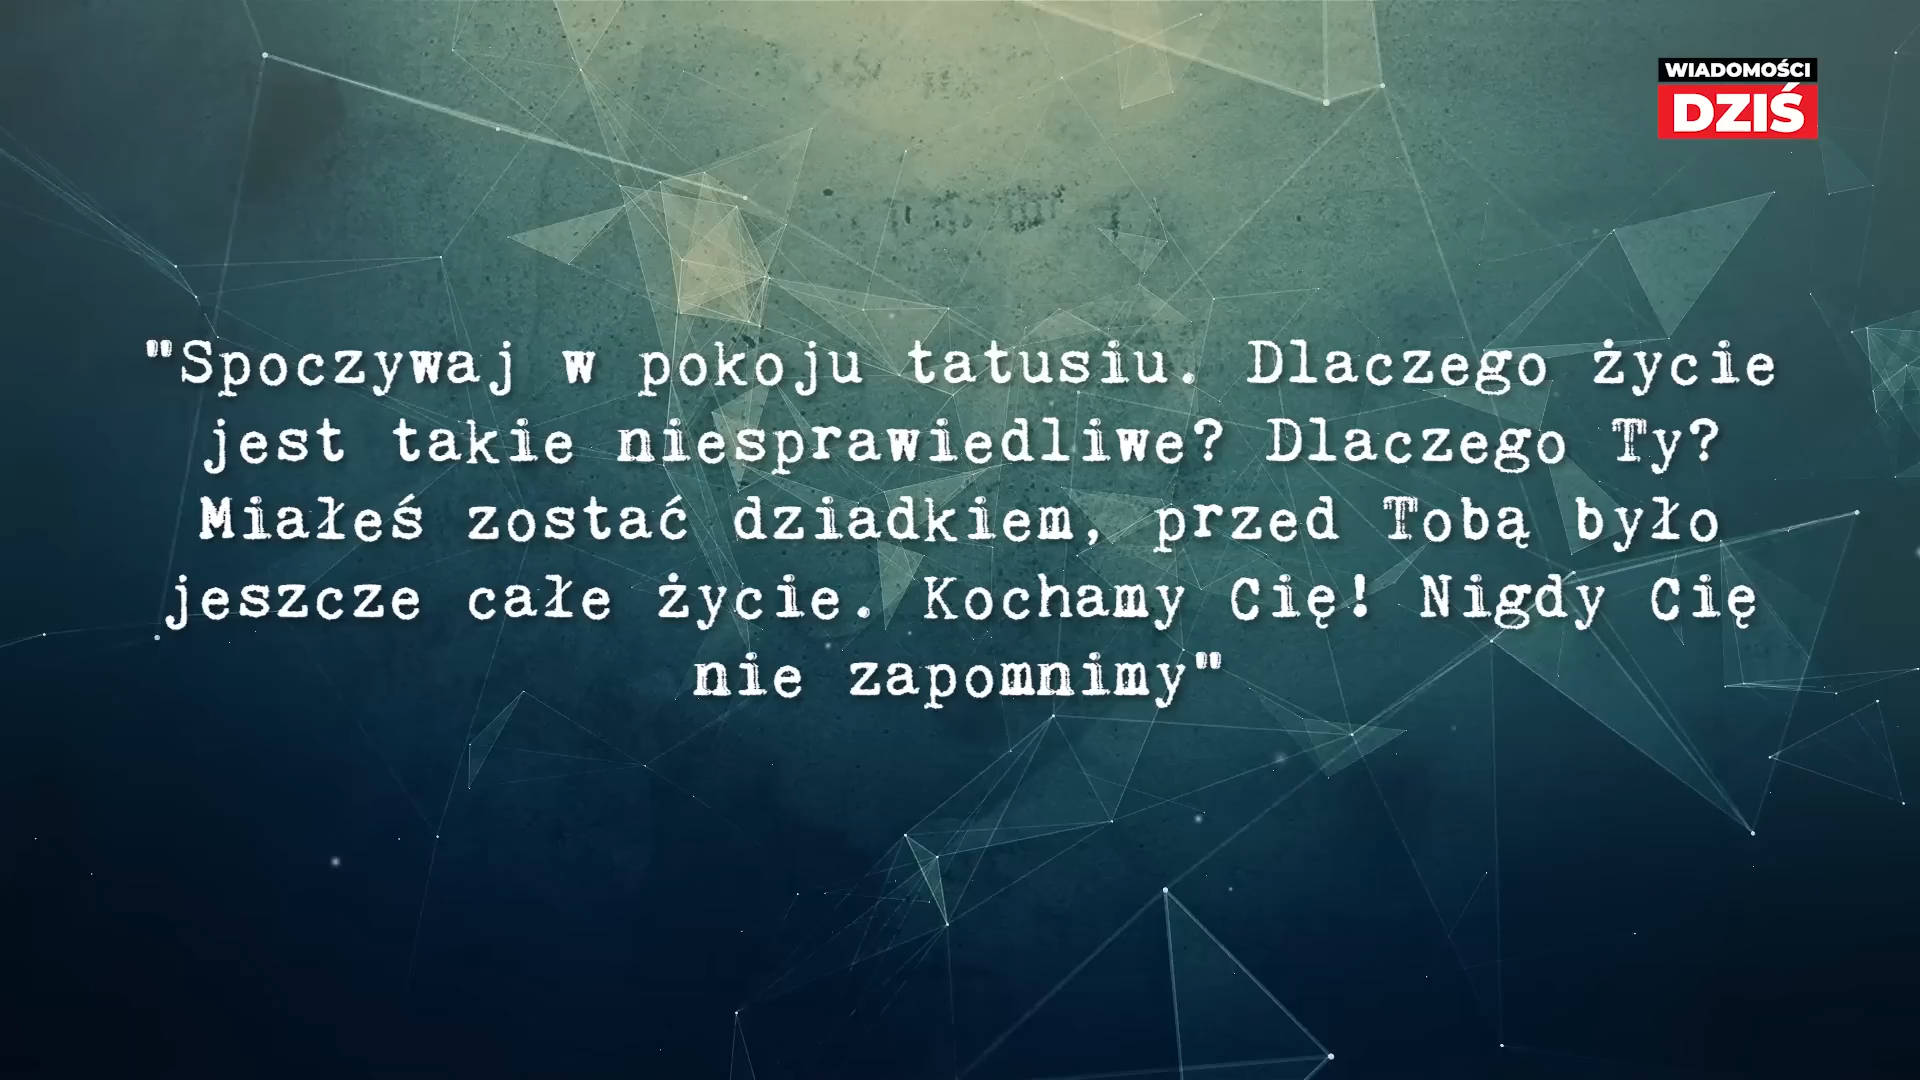 WIADOMOŚCI
DZIŚ
"Spoczywaj w pokoju tatusiu. Dlaczego życie
jest takie niesprawiedliwe? Dlaczego Ty?
Miałeś zostać dziadkiem, przed Tobą było
jeszcze całe życie. Kochamy Cię! Nigdy Cię
nie zapomnimy"